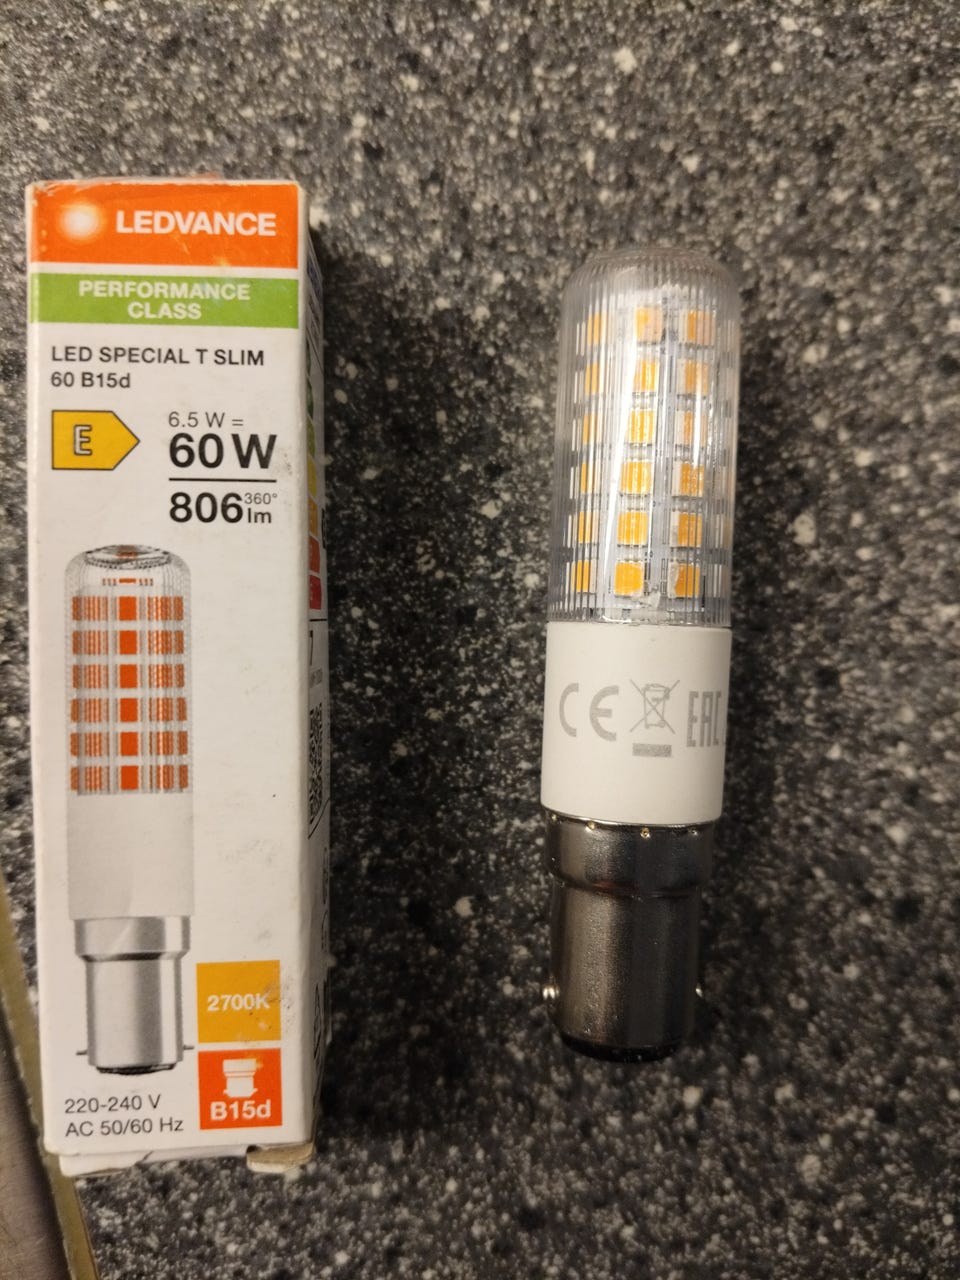 LEDVANCE
PERFORMANCE
CLASS
LED SPECIAL T SLIM
60 B15d
E
6.5 W =
60 W
806 360°
lm
2700K
B15d
220-240 V
AC 50/60 Hz
CE
EAC